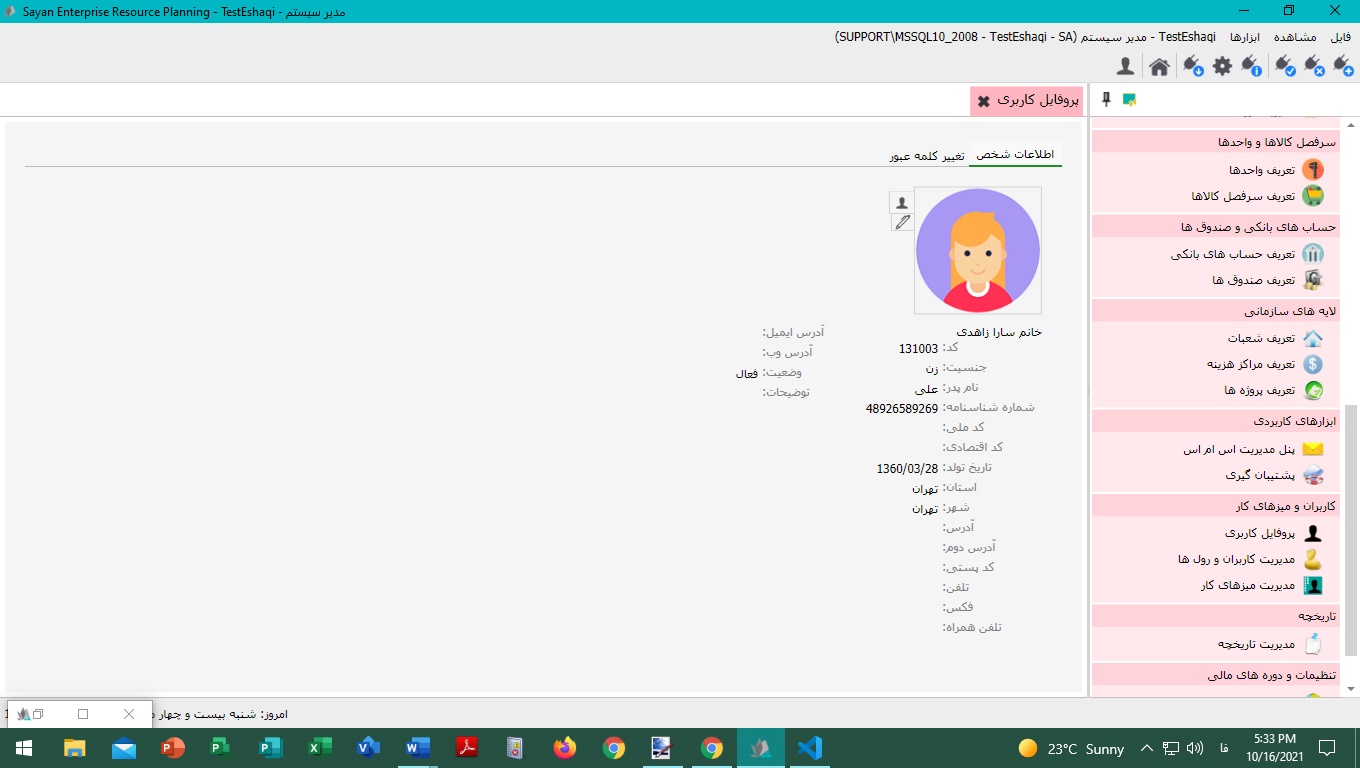 Sayan Enterprise Resource Planning - TestEshaqi - مدیر سیستم
فایل مشاهده ابزارها TestEshaqi - مدیر سیستم (SUPPORT\MSSQL10_2008 - TestEshaqi - SA)
پروفایل کاربری
اطلاعات شخص تغییر کلمه عبور
خانم سارا زاهدی
کد: 131003
جنسیت: زن
نام پدر: علی
شماره شناسنامه: 48926589269
کد ملی:
کد اقتصادی:
تاریخ تولد: 1360/03/28
استان: تهران
شهر: تهران
آدرس:
آدرس دوم:
کد پستی:
تلفن:
فکس:
تلفن همراه:
آدرس ایمیل:
آدرس وب:
وضعیت: فعال
توضیحات:
سرفصل کالاها و واحدها
تعریف واحدها
تعریف سرفصل کالاها
حساب های بانکی و صندوق ها
تعریف حساب های بانکی
تعریف صندوق ها
لایه های سازمانی
تعریف شعبات
تعریف مراکز هزینه
تعریف پروژه ها
ابزارهای کاربردی
پنل مدیریت اس ام اس
پشتیبان گیری
کاربران و میزهای کار
پروفایل کاربری
مدیریت کاربران و رول ها
مدیریت میزهای کار
تاریخچه
مدیریت تاریخچه
تنظیمات و دوره های مالی
امروز: شنبه بیست و چهار
23°C Sunny
فا
5:33 PM
10/16/2021